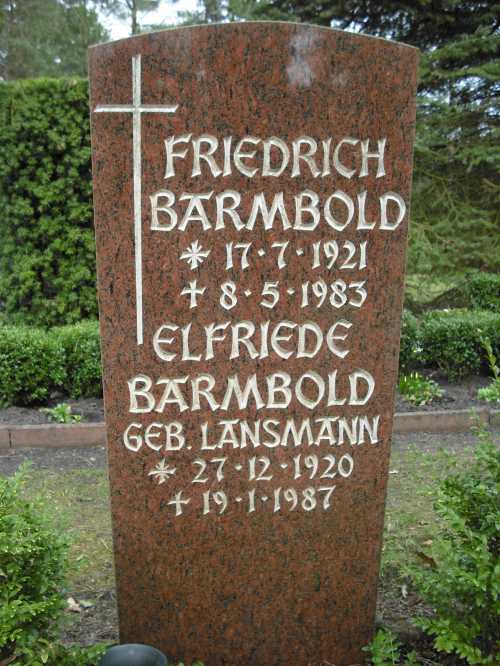 FRIEDRICH
BARMBOLD
* 17·7·1921
+ 8·5·1983
ELFRIEDE
BARMBOLD
GEB. LANSMANN
* 27·12·1920
+ 19·1·1987